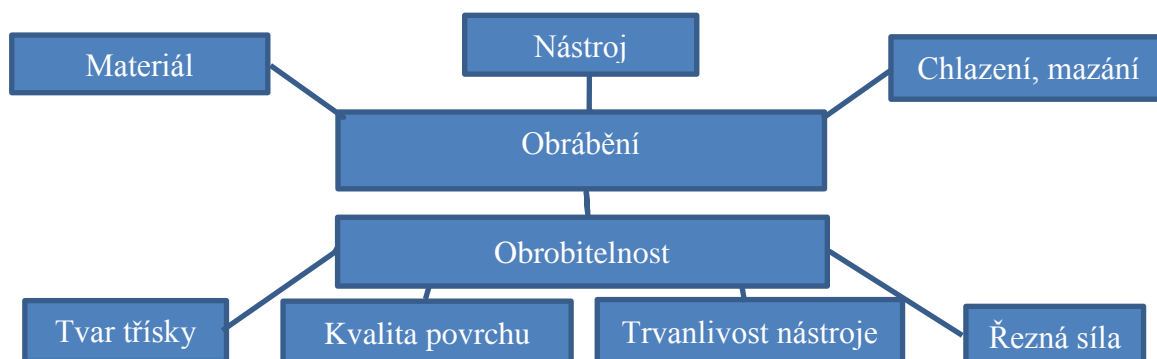 Nástroj
Materiál
Chlazení, mazání
Obrábění
Obrobitelnost
Tvar třísky
Kvalita povrchu
Trvanlivost nástroje
Řezná síla